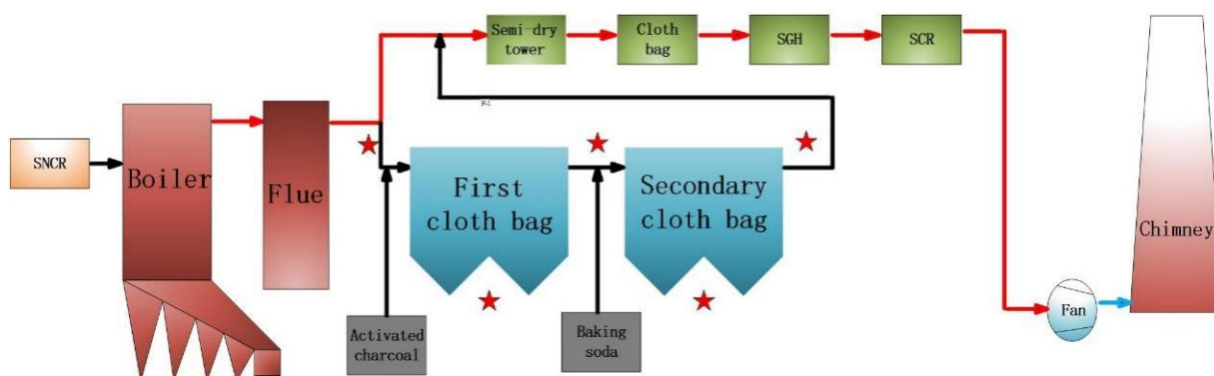 Semi-dry
tower
Cloth
bag
SGH
SCR
SNCR
Boiler
Flue
First
cloth bag
Secondary
cloth bag
Chimney
Fan
Activated
charcoal
Baking
soda